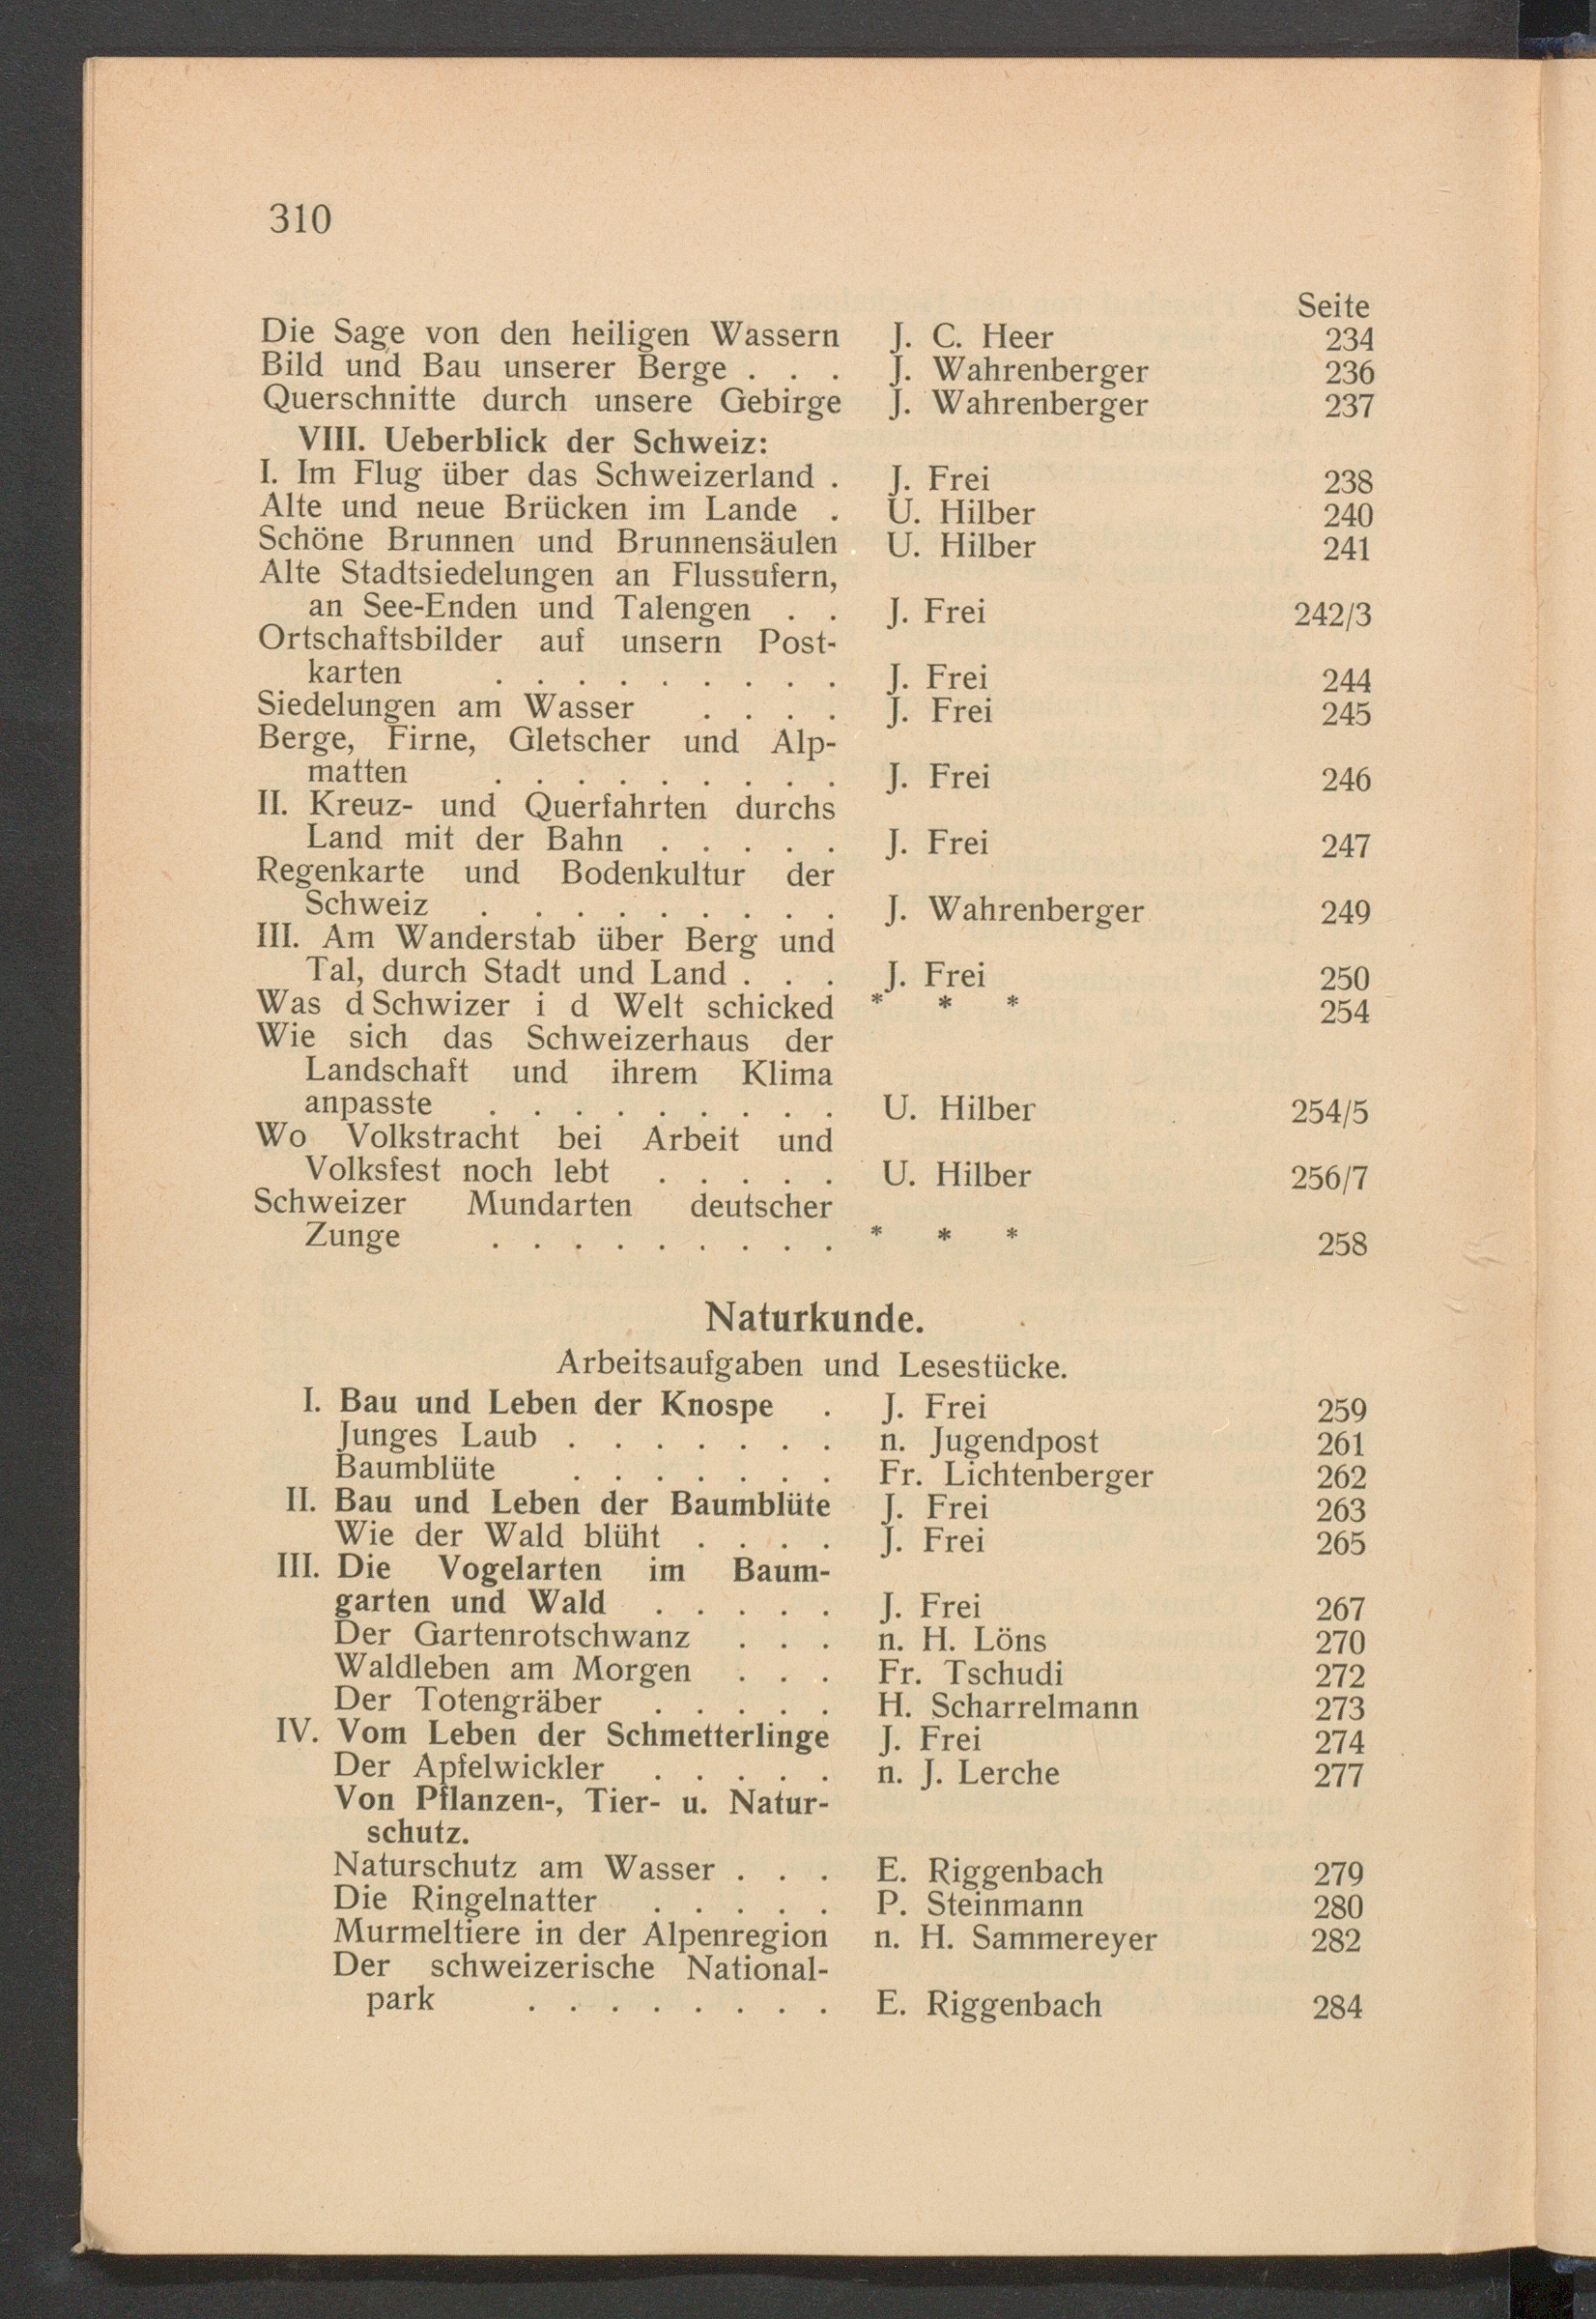 310
Seite
Die Sage von den heiligen Wassern J. C. Heer 234
Bild und Bau unserer Berge . . . J. Wahrenberger 236
Querschnitte durch unsere Gebirge J. Wahrenberger 237
VIII. Ueberblick der Schweiz:
I. Im Flug über das Schweizerland . J. Frei 238
Alte und neue Brücken im Lande . U. Hilber 240
Schöne Brunnen und Brunnensäulen . U. Hilber 241
Alte Stadtsiedelungen an Flussufern,
an See-Enden und Talengen . . J. Frei 242/3
Ortschaftsbilder auf unsern Post-
karten . . . . . . . . . J. Frei 244
Siedelungen am Wasser . . . . J. Frei 245
Berge, Firne, Gletscher und Alp-
matten . . . . . . . . . J. Frei 246
II. Kreuz- und Querfahrten durchs
Land mit der Bahn . . . . . J. Frei 247
Regenkarte und Bodenkultur der
Schweiz . . . . . . . . . J. Wahrenberger 249
III. Am Wanderstab über Berg und
Tal, durch Stadt und Land . . . J. Frei 250
Was d Schwizer i d Welt schicked * * * 254
Wie sich das Schweizerhaus der
Landschaft und ihrem Klima
anpasste . . . . . . . . . U. Hilber 254/5
Wo Volkstracht bei Arbeit und
Volksfest noch lebt . . . . . U. Hilber 256/7
Schweizer Mundarten deutscher
Zunge . . . . . . . . . * * * 258
Naturkunde.
Arbeitsaufgaben und Lesestücke.
I. Bau und Leben der Knospe . J. Frei 259
Junges Laub . . . . . . . n. Jugendpost 261
Baumblüte . . . . . . . Fr. Lichtenberger 262
II. Bau und Leben der Baumblüte J. Frei 263
Wie der Wald blüht . . . . J. Frei 265
III. Die Vogelarten im Baum-
garten und Wald . . . . . J. Frei 267
Der Gartenrotschwanz . . . n. H. Löns 270
Waldleben am Morgen . . . Fr. Tschudi 272
Der Totengräber . . . . . H. Scharrelmann 273
IV. Vom Leben der Schmetterlinge J. Frei 274
Der Apfelwickler . . . . . n. J. Lerche 277
Von Pflanzen-, Tier- u. Natur-
schutz.
Naturschutz am Wasser . . . E. Riggenbach 279
Die Ringelnatter . . . . . P. Steinmann 280
Murmeltiere in der Alpenregion n. H. Sammereyer 282
Der schweizerische National-
park . . . . . . . . E. Riggenbach 284